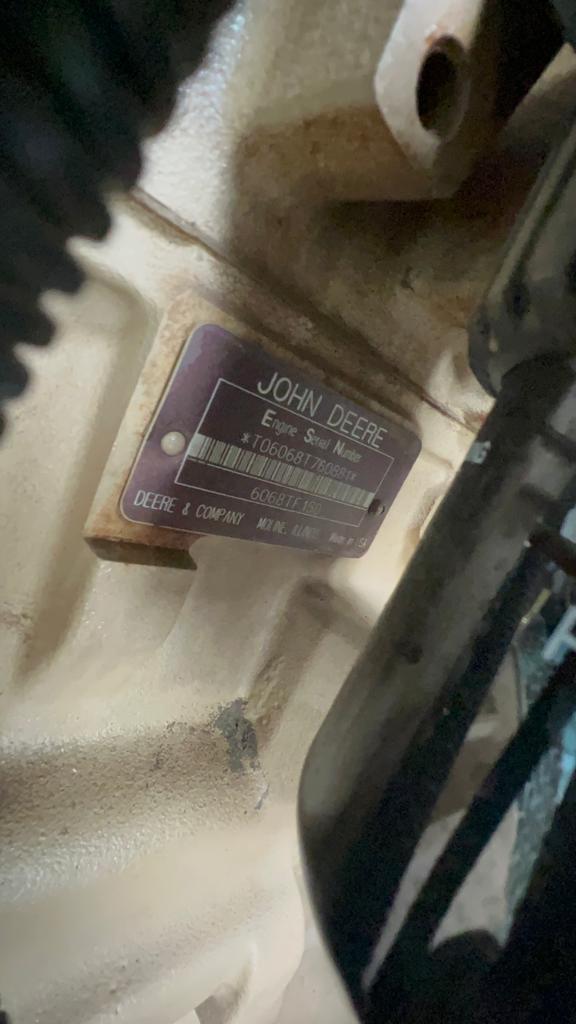 JOHN DEERE
Engine Serial Number
*T06068T760881*
6068TF150
DEERE & COMPANY MOLINE, ILLINOIS Made in USA